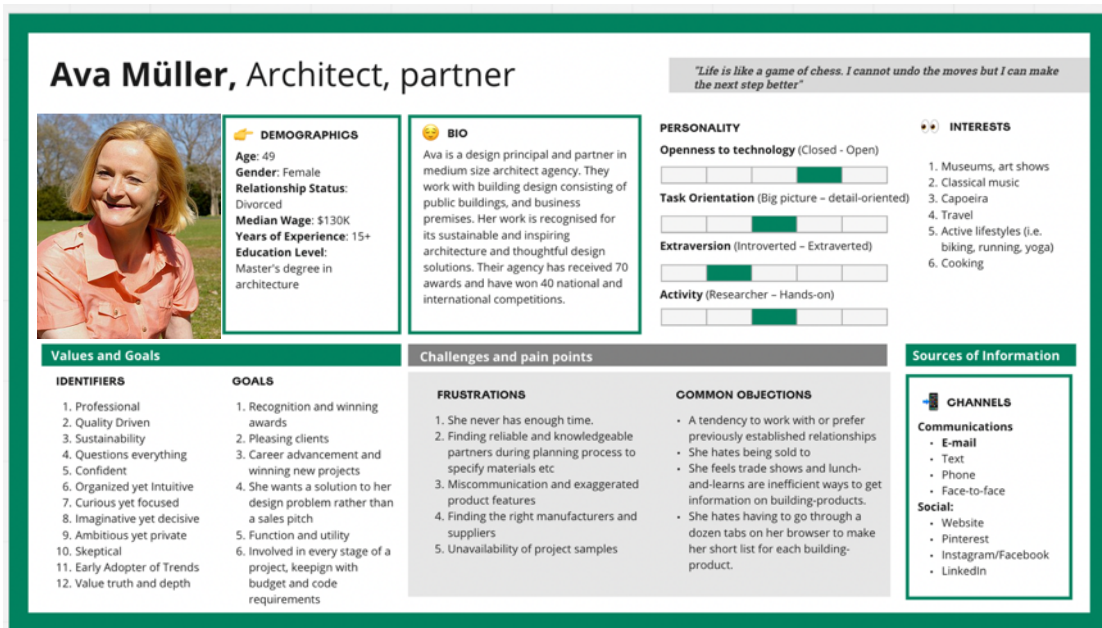 Ava Müller, Architect, partner
"Life is like a game of chess. I cannot undo the moves but I can make
the next step better"
DEMOGRAPHICS
Age: 49
Gender: Female
Relationship Status:
Divorced
Median Wage: $130K
Years of Experience: 15+
Education Level:
Master's degree in
architecture
BIO
Ava is a design principal and partner in
medium size architect agency. They
work with building design consisting of
public buildings, and business
premises. Her work is recognised for
its sustainable and inspiring
architecture and thoughtful design
solutions. Their agency has received 70
awards and have won 40 national and
international competitions.
PERSONALITY
Openness to technology (Closed - Open)
Task Orientation (Big picture – detail-oriented)
Extraversion (Introverted – Extraverted)
Activity (Researcher – Hands-on)
INTERESTS
1. Museums, art shows
2. Classical music
3. Capoeira
4. Travel
5. Active lifestyles (i.e.
biking, running, yoga)
6. Cooking
Values and Goals
IDENTIFIERS
1. Professional
2. Quality Driven
3. Sustainability
4. Questions everything
5. Confident
6. Organized yet Intuitive
7. Curious yet focused
8. Imaginative yet decisive
9. Ambitious yet private
10. Skeptical
11. Early Adopter of Trends
12. Value truth and depth
GOALS
1. Recognition and winning
awards
2. Pleasing clients
3. Career advancement and
winning new projects
4. She wants a solution to her
design problem rather than
a sales pitch
5. Function and utility
6. Involved in every stage of a
project, keepign with
budget and code
requirements
Challenges and pain points
FRUSTRATIONS
1. She never has enough time.
2. Finding reliable and knowledgeable
partners during planning process to
specify materials etc
3. Miscommunication and exaggerated
product features
4. Finding the right manufacturers and
suppliers
5. Unavailability of project samples
COMMON OBJECTIONS
• A tendency to work with or prefer
previously established relationships
• She hates being sold to
• She feels trade shows and lunch-
and-learns are inefficient ways to get
information on building-products.
• She hates having to go through a
dozen tabs on her browser to make
her short list for each building-
product.
Sources of Information
CHANNELS
Communications
• E-mail
• Text
• Phone
• Face-to-face
Social:
• Website
• Pinterest
• Instagram/Facebook
• LinkedIn